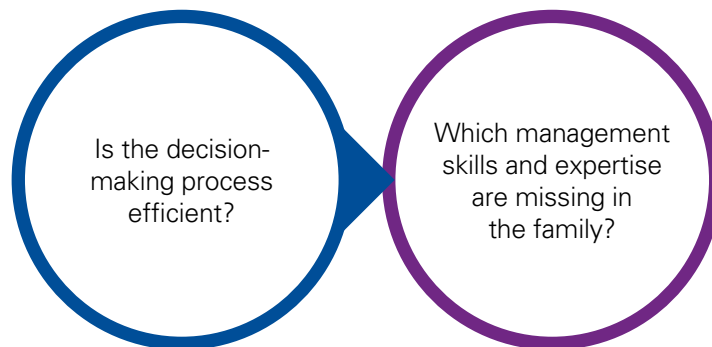 Is the decision-
making process
efficient?
Which management
skills and expertise
are missing in
the family?